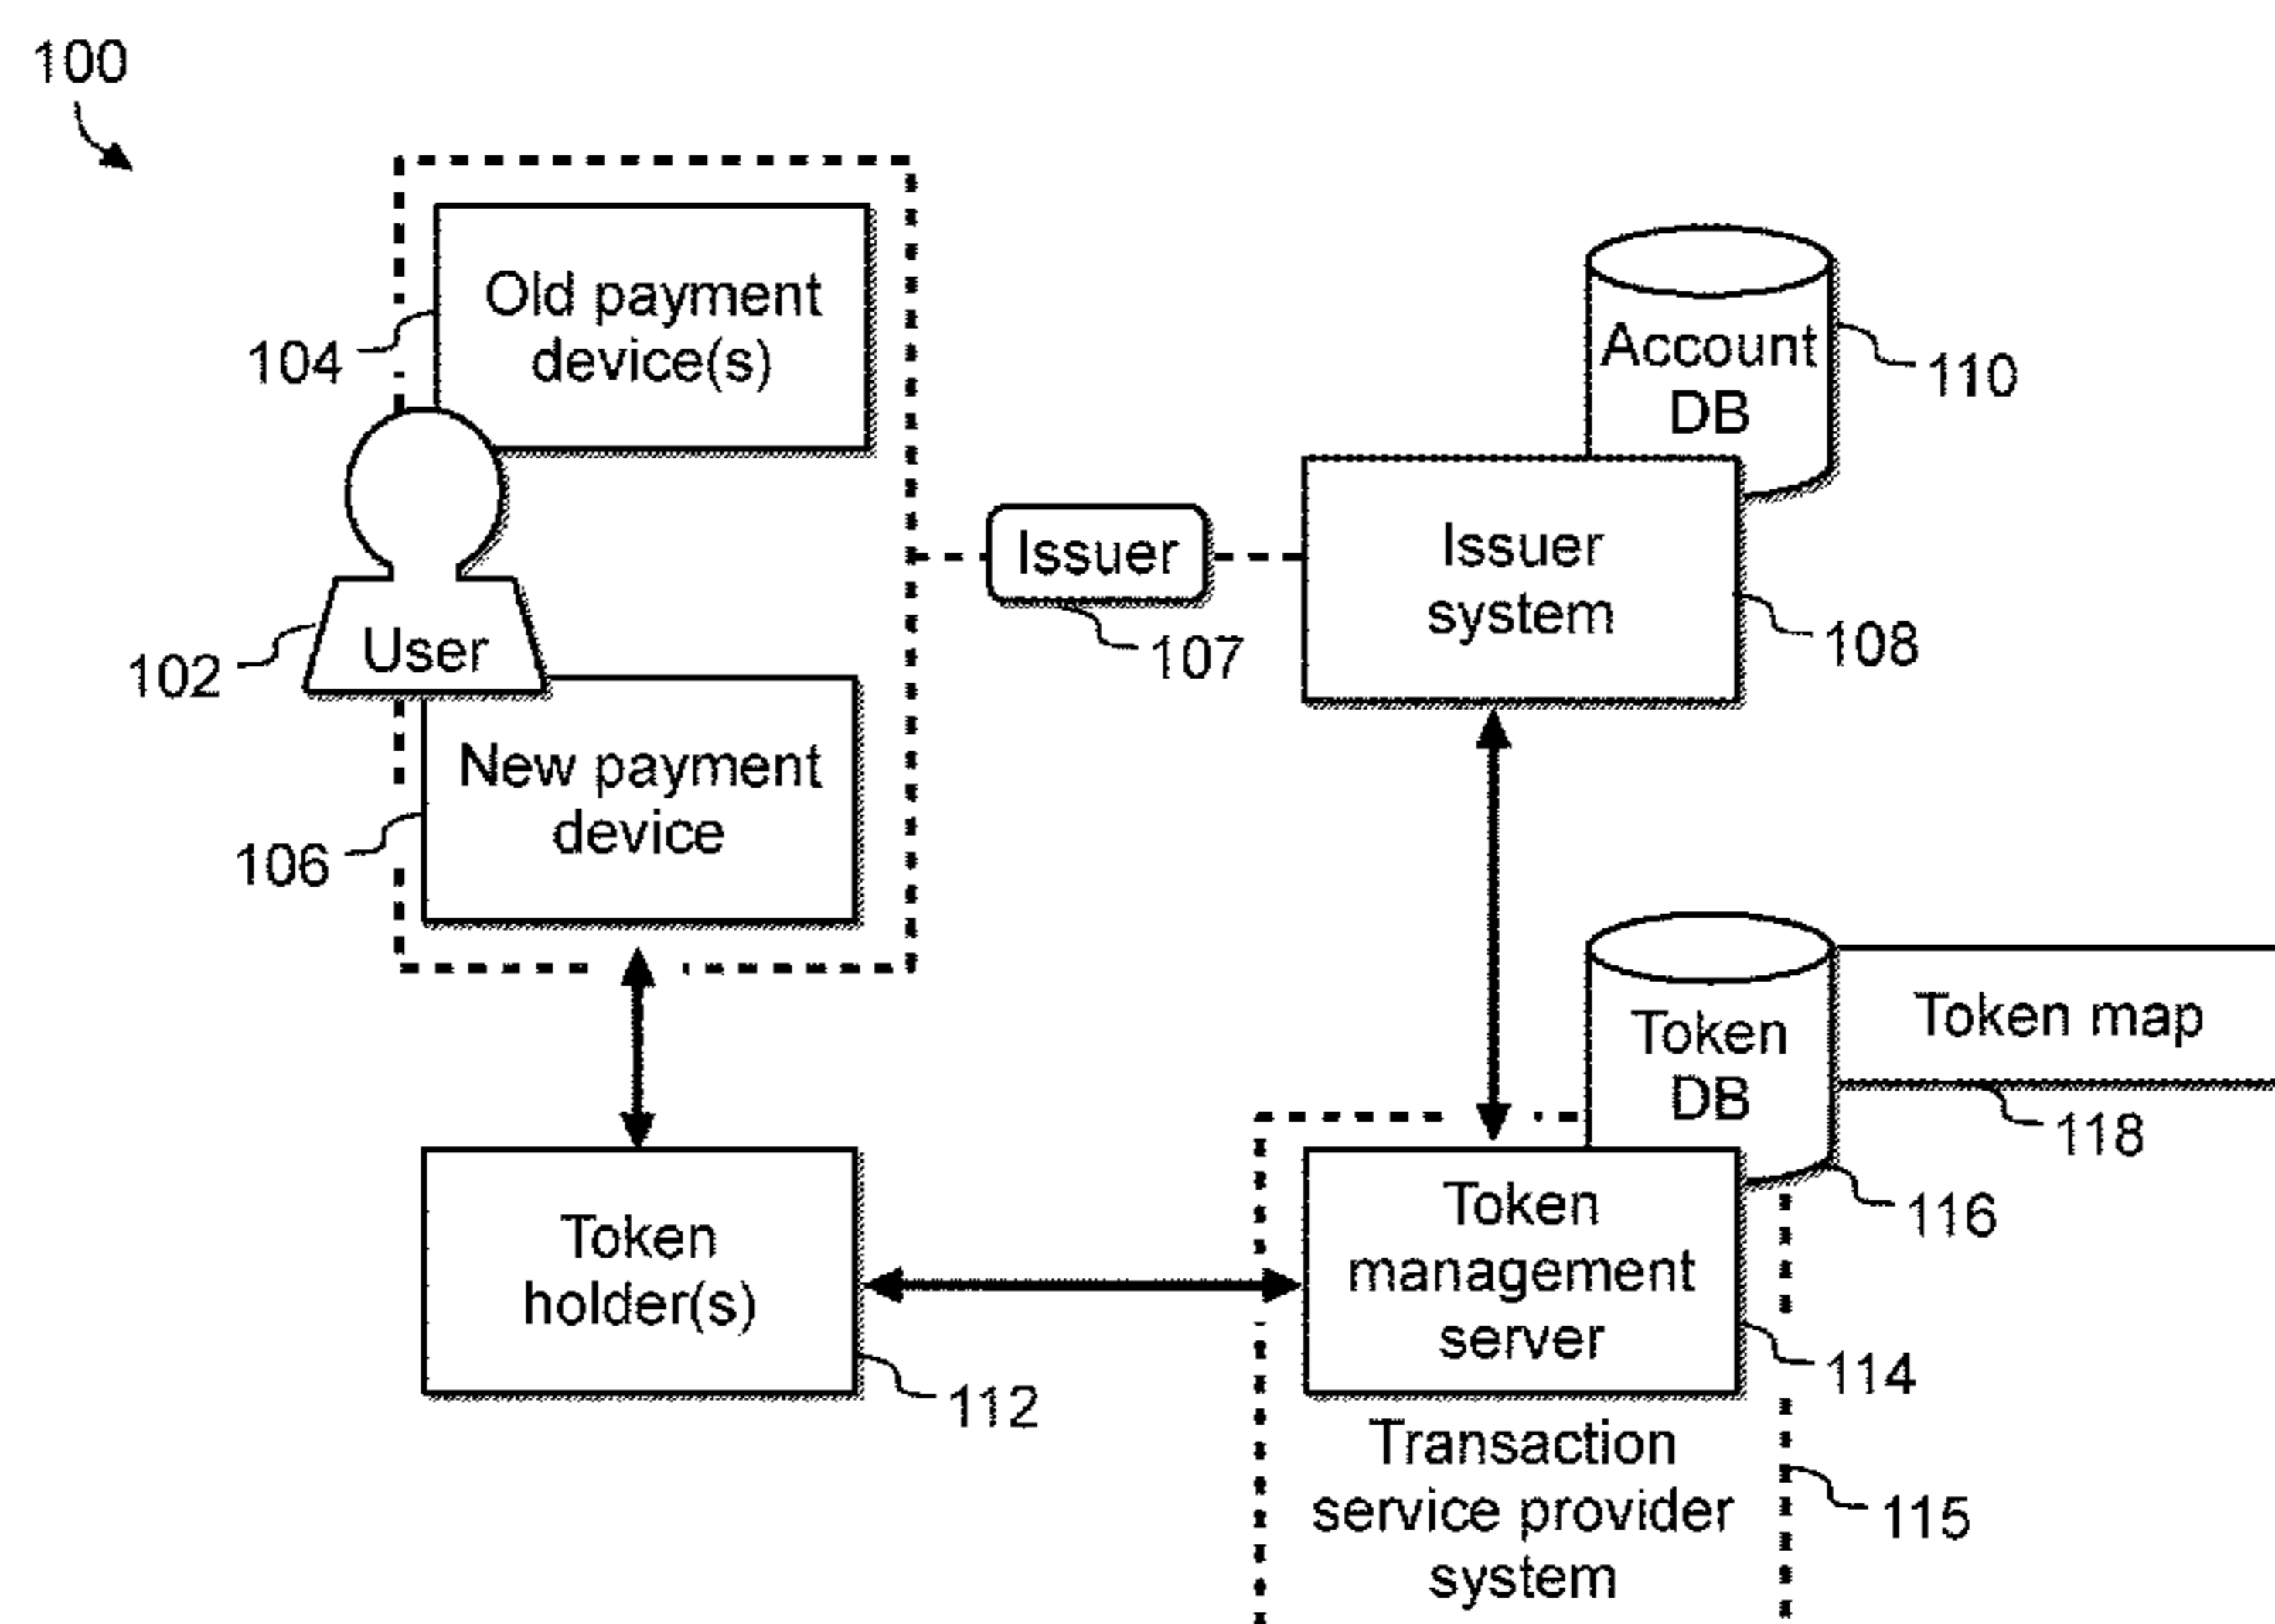 100
Old payment
device(s)
104
Account
DB
110
Issuer
107
Issuer
system
108
User
102
New payment
device
106
Token
DB
Token map
118
116
Token
holder(s)
112
Token
management
server
114
Transaction
service provider
system
115